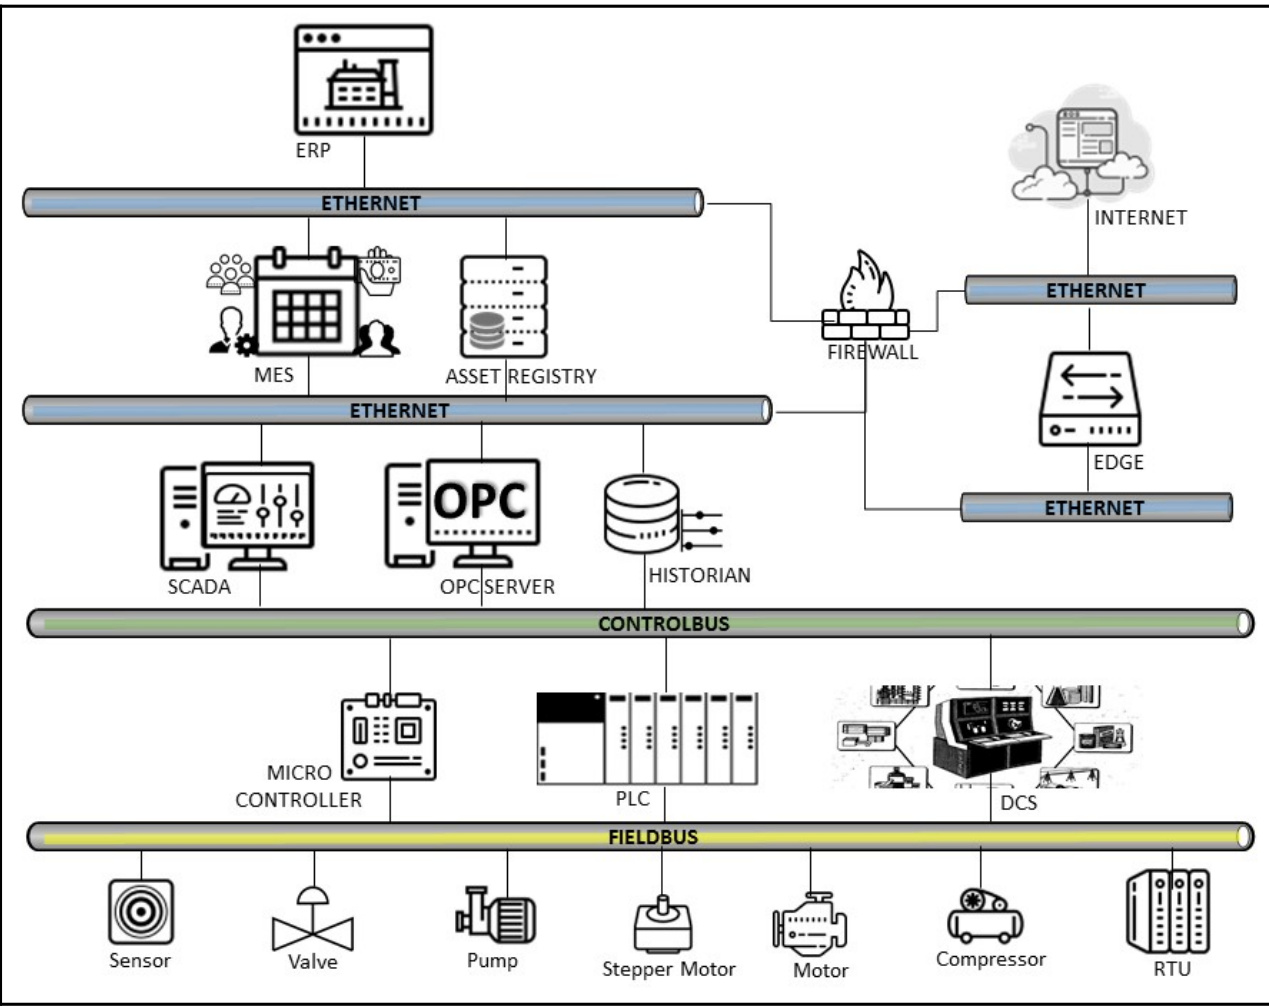 ERP
ETHERNET
INTERNET
ETHERNET
FIREWALL
MES
ASSET REGISTRY
ETHERNET
EDGE
ETHERNET
OPC
SCADA
OPC SERVER
HISTORIAN
CONTROLBUS
MICRO
CONTROLLER
PLC
DCS
FIELDBUS
Sensor
Valve
Pump
Stepper Motor
Motor
Compressor
RTU